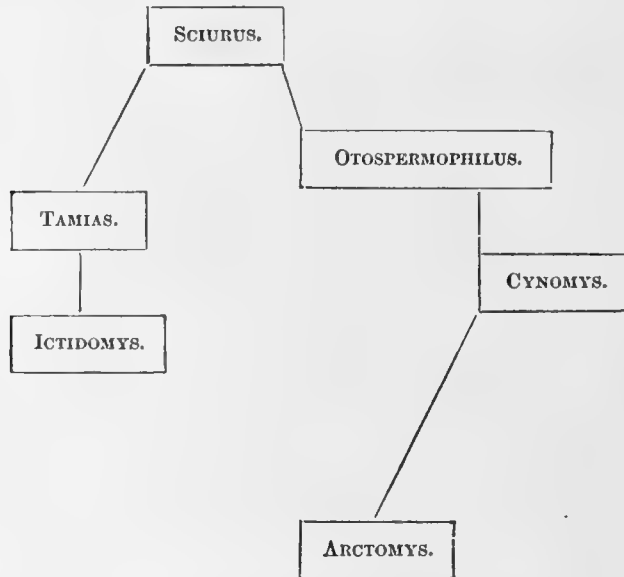 SCIURUS.
OTOSPERMOPHILUS.
TAMIAS.
CYNOMYS.
ICTIDOMYS.
ARCTOMYS.